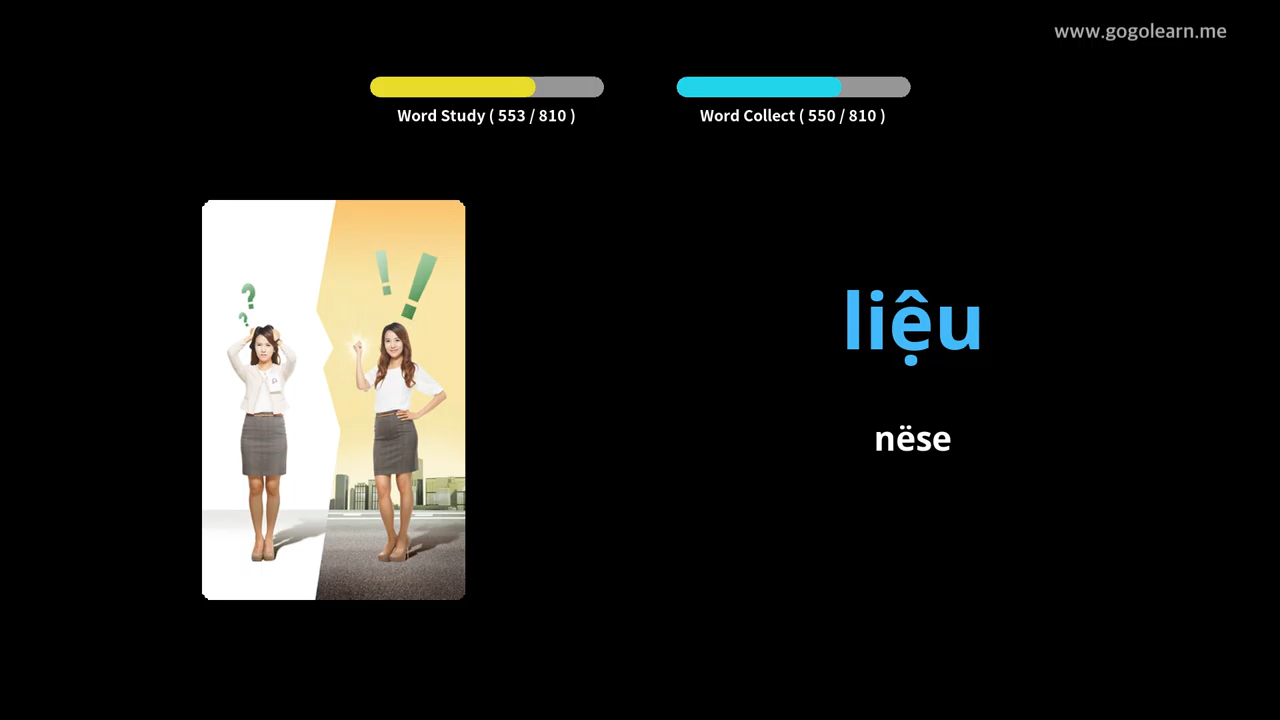 www.gogolearn.me
Word Study ( 553 / 810 )
Word Collect ( 550 / 810 )
? ?
! !
liệu
nëse